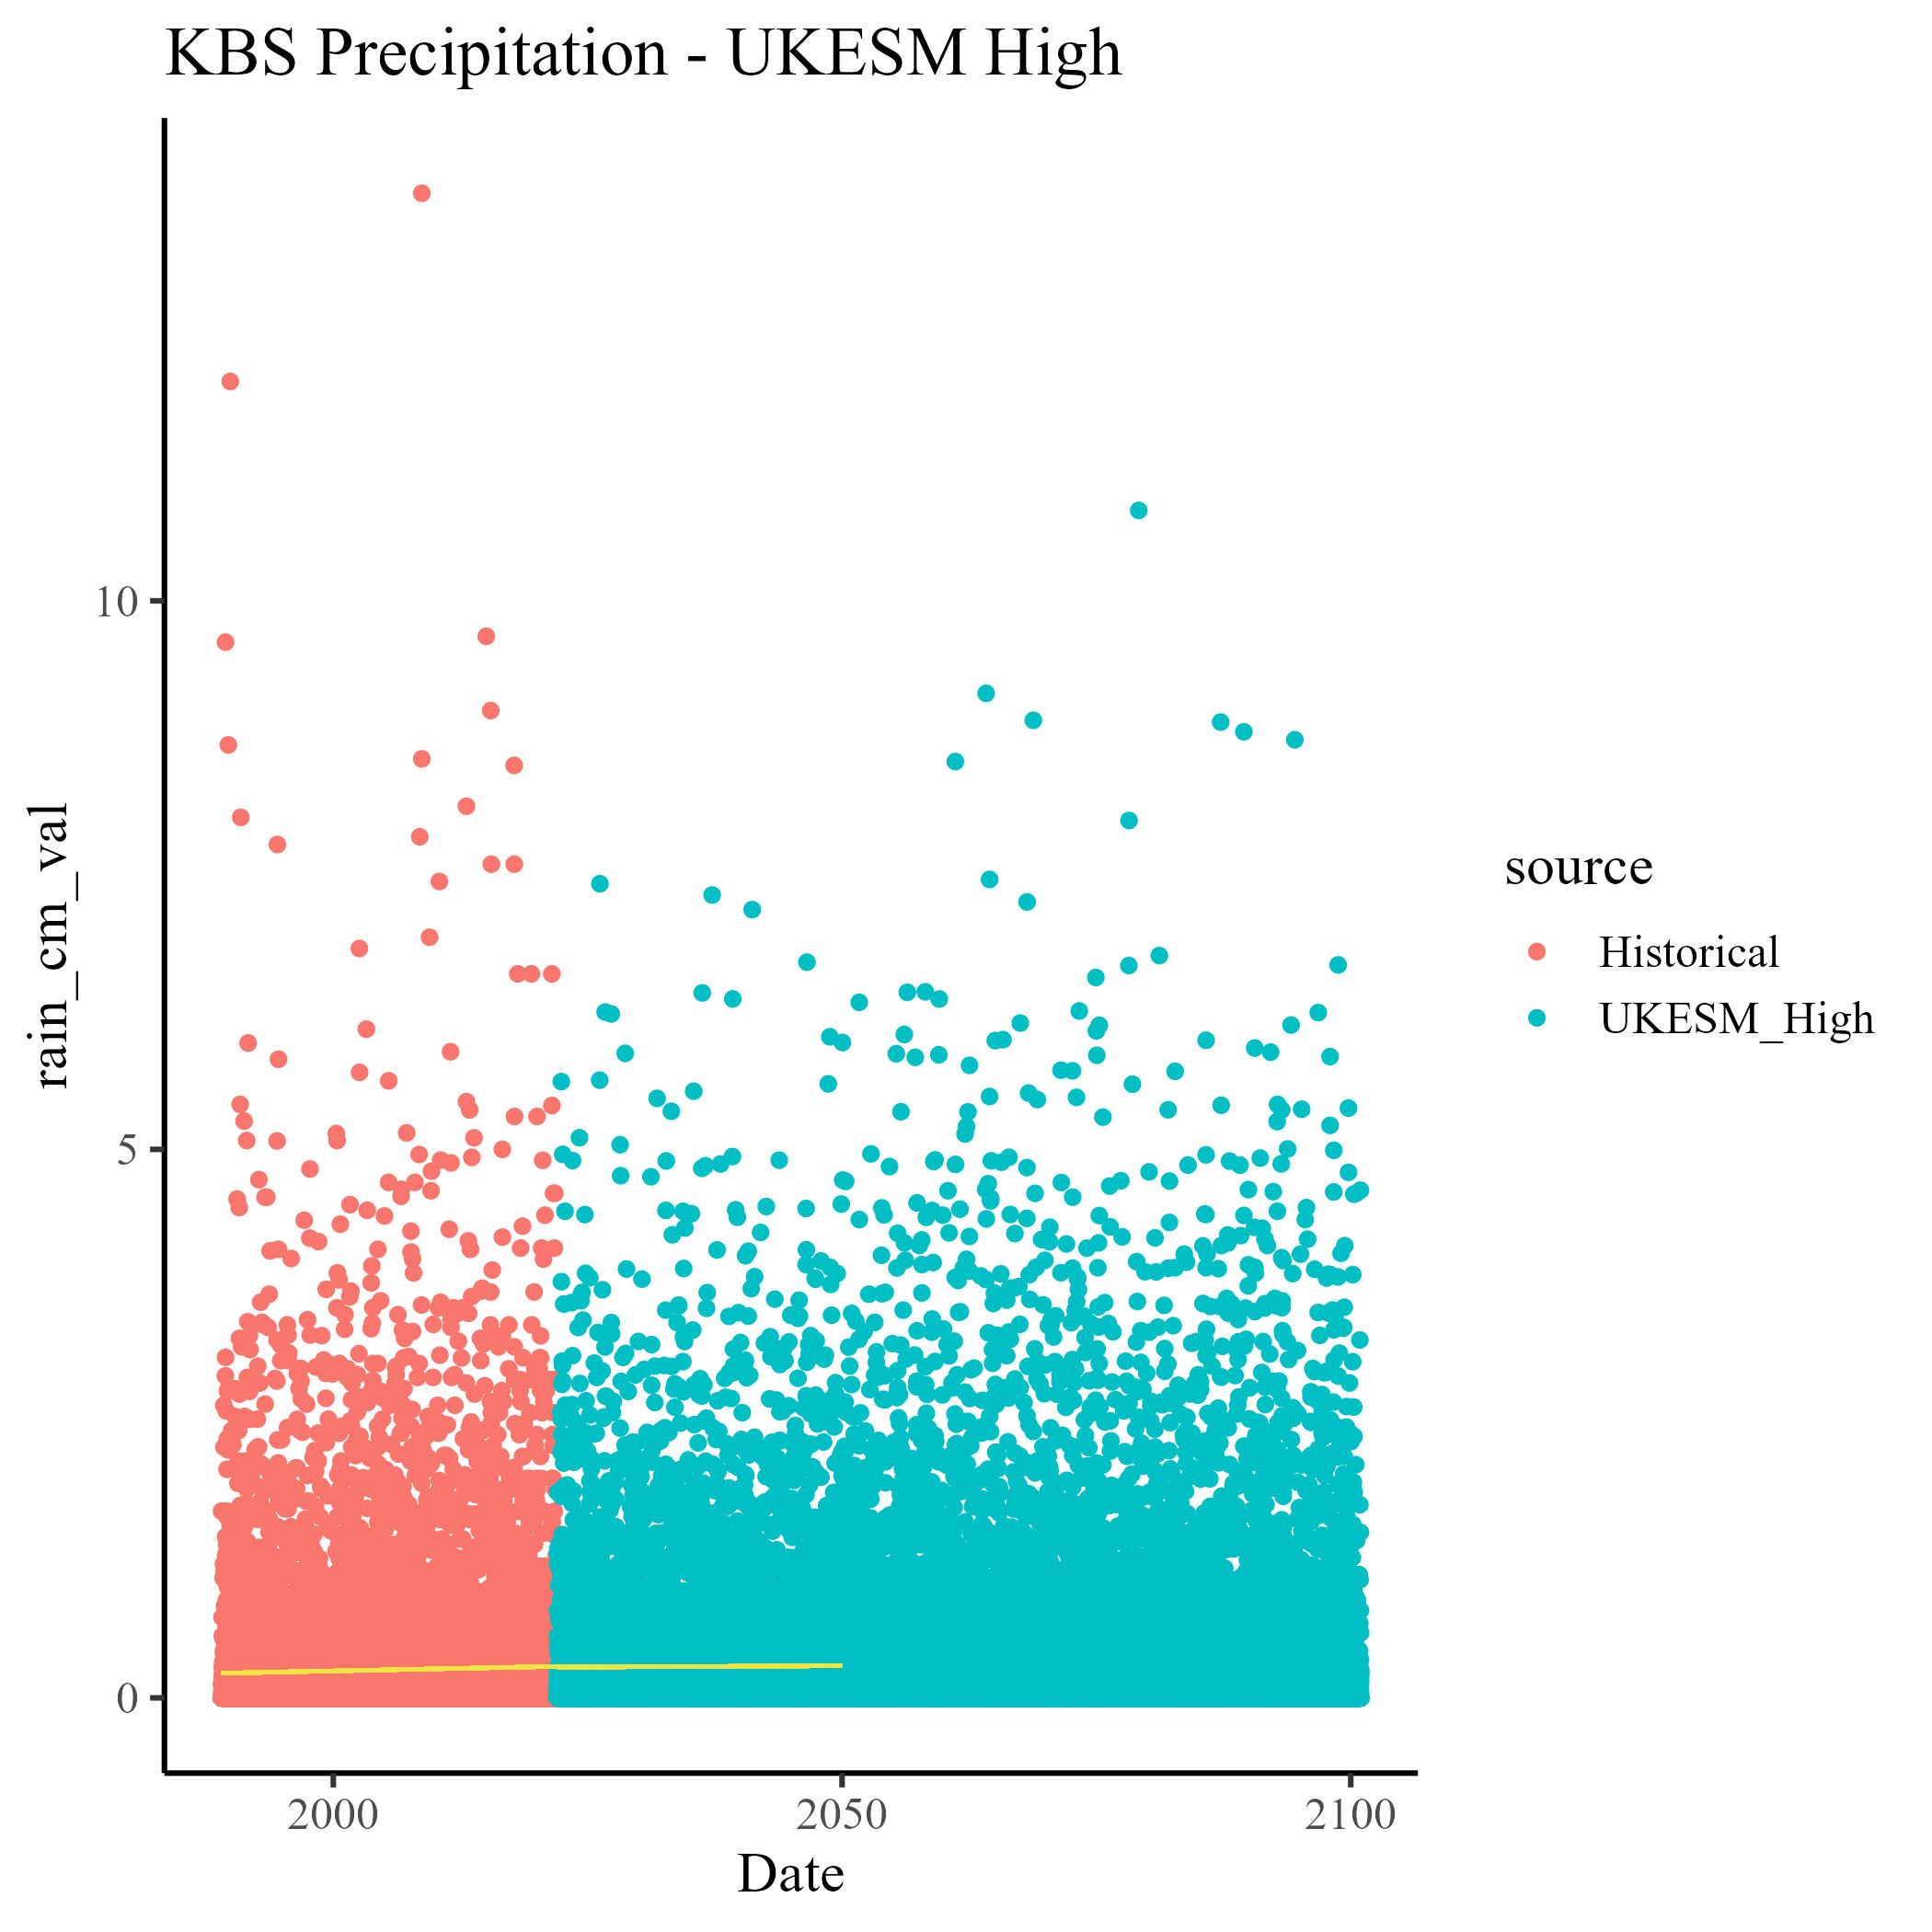 KBS Precipitation - UKESM High
rain_cm_val
10
5
0
2000
2050
2100
Date
source
Historical
UKESM_High